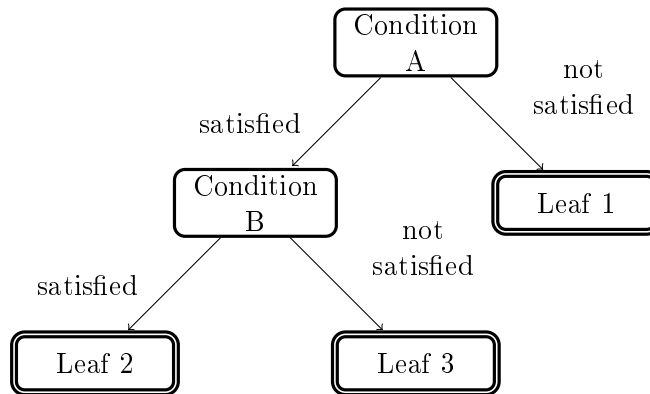 Condition
A
not
satisfied
satisfied
Condition
B
Leaf 1
not
satisfied
satisfied
Leaf 2
Leaf 3